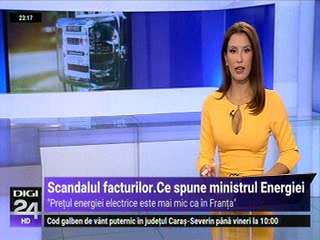 23:17
Scandalul facturilor.Ce spune ministrul Energiei
"Prețul energiei electrice este mai mic ca în Franța"
DIGI
24
HD
Cod galben de vânt puternic în județul Caraș-Severin până vineri la 10:00